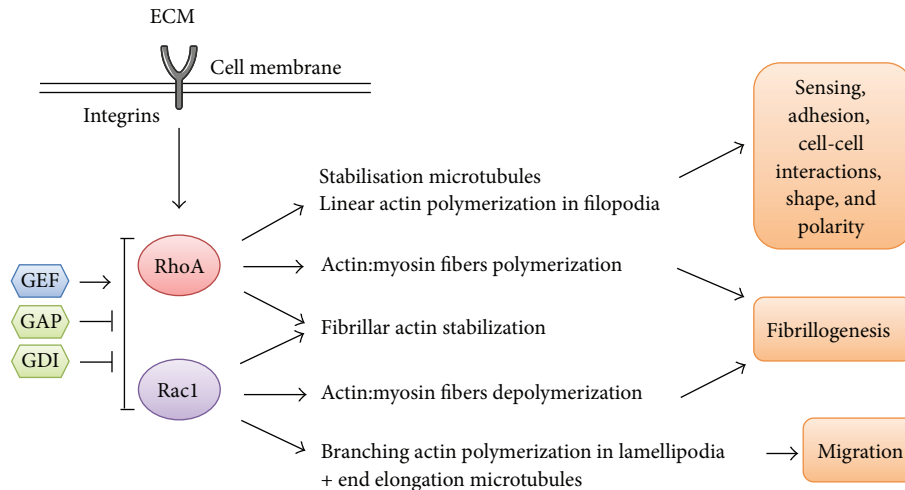 ECM
Cell membrane
Integrins
Stabilisation microtubules
Linear actin polymerization in filopodia
Sensing,
adhesion,
cell-cell
interactions,
shape, and
polarity
RhoA
Actin:myosin fibers polymerization
GEF
GAP
GDI
Fibrillar actin stabilization
Fibrillogenesis
Rac1
Actin:myosin fibers depolymerization
Branching actin polymerization in lamellipodia
+ end elongation microtubules
Migration